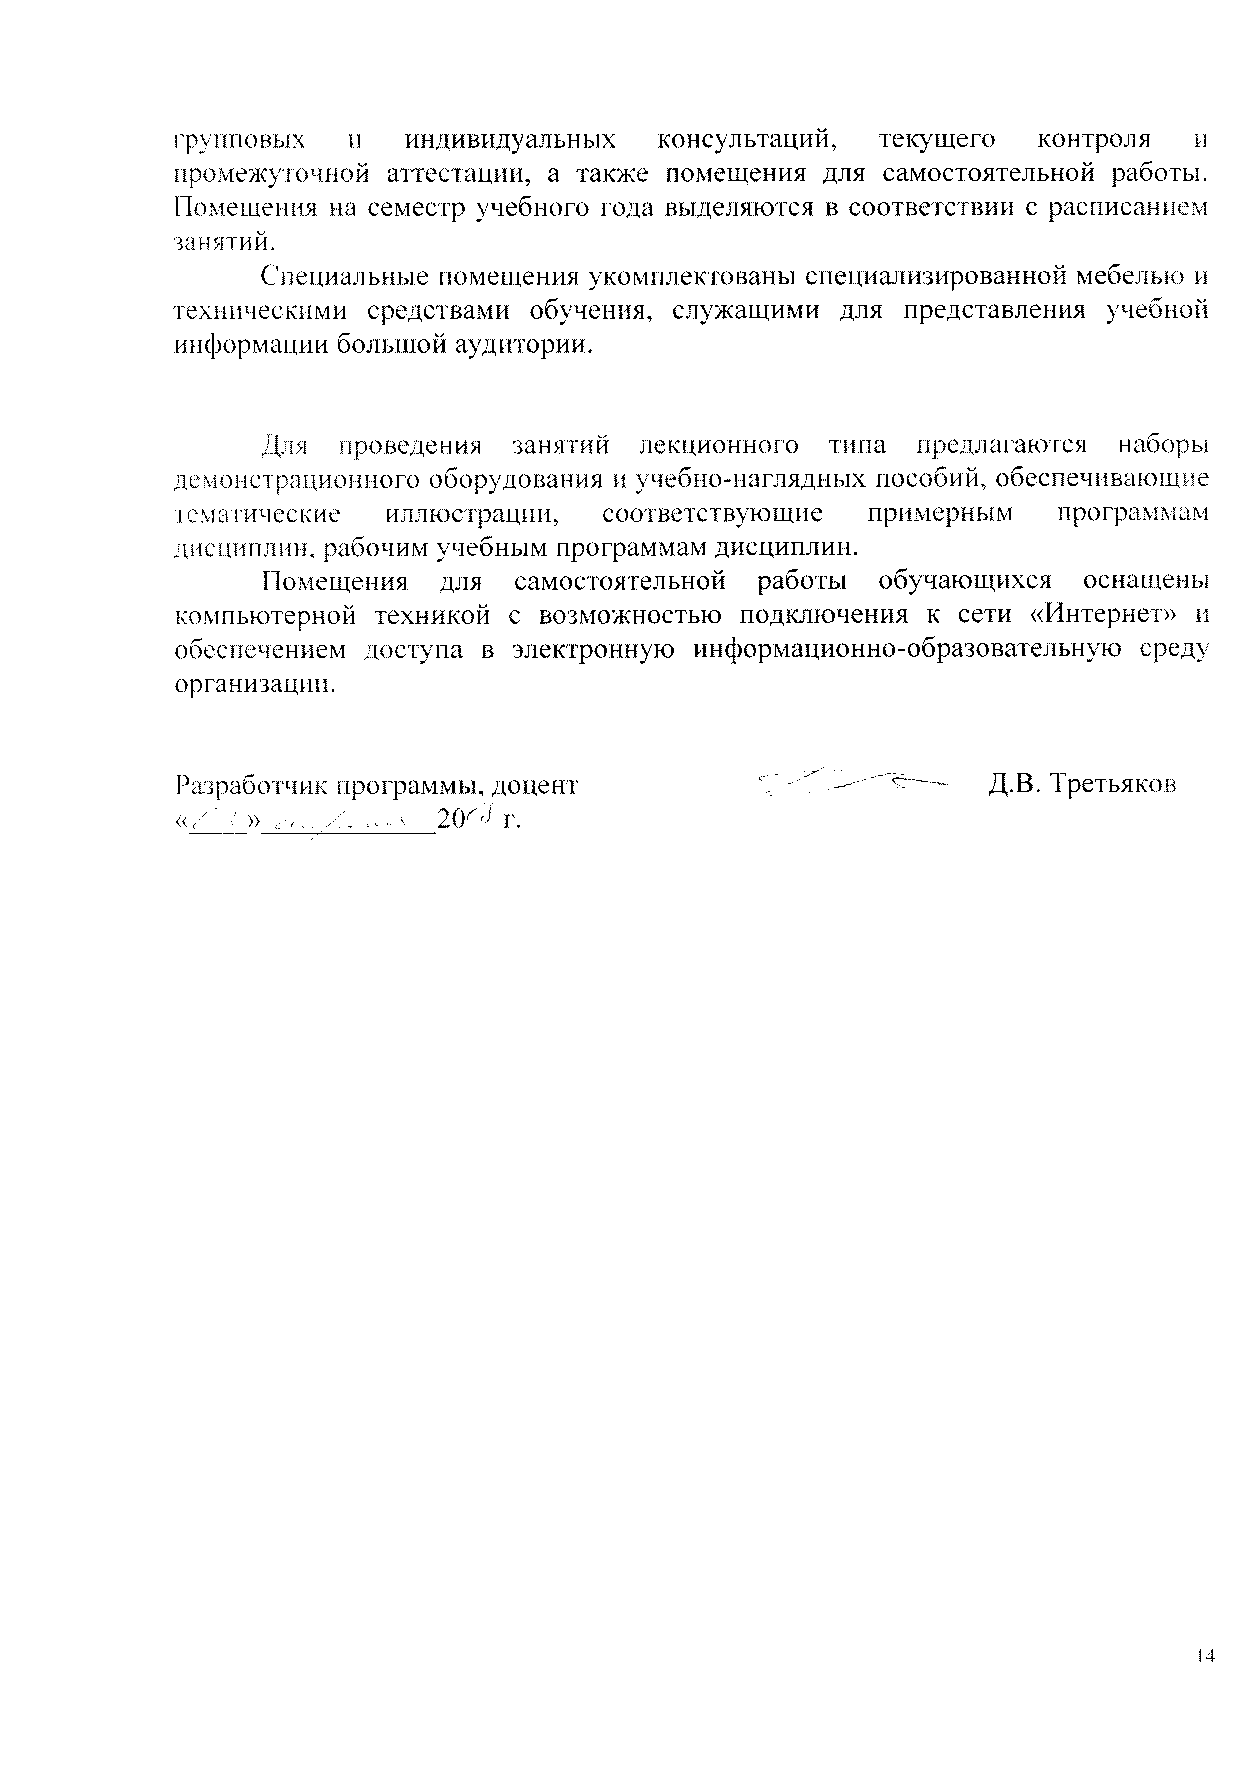 групповых и индивидуальных консультаций, текущего контроля и
промежуточной аттестации, а также помещения для самостоятельной работы.
Помещения на семестр учебного года выделяются в соответствии с расписанием
занятий.
Специальные помещения укомплектованы специализированной мебелью и
техническими средствами обучения, служащими для представления учебной
информации большой аудитории.
Для проведения занятий лекционного типа предлагаются наборы
демонстрационного оборудования и учебно-наглядных пособий, обеспечивающие
тематические иллюстрации, соответствующие примерным программам
дисциплин, рабочим учебным программам дисциплин.
Помещения для самостоятельной работы обучающихся оснащены
компьютерной техникой с возможностью подключения к сети «Интернет» и
обеспечением доступа в электронную информационно-образовательную среду
организации.
Разработчик программы, доцент Д.В. Третьяков
г.
14